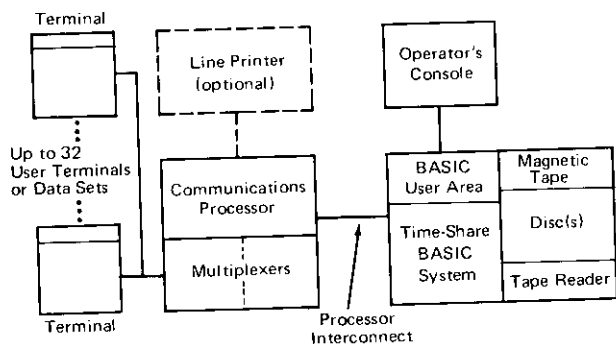 Terminal
Up to 32
User Terminals
or Data Sets
Terminal
Line Printer
(optional)
Communications
Processor
Multiplexers
Processor
Interconnect
Operator's
Console
BASIC
User Area
Time-Share
BASIC
System
Magnetic
Tape
Disc(s)
Tape Reader